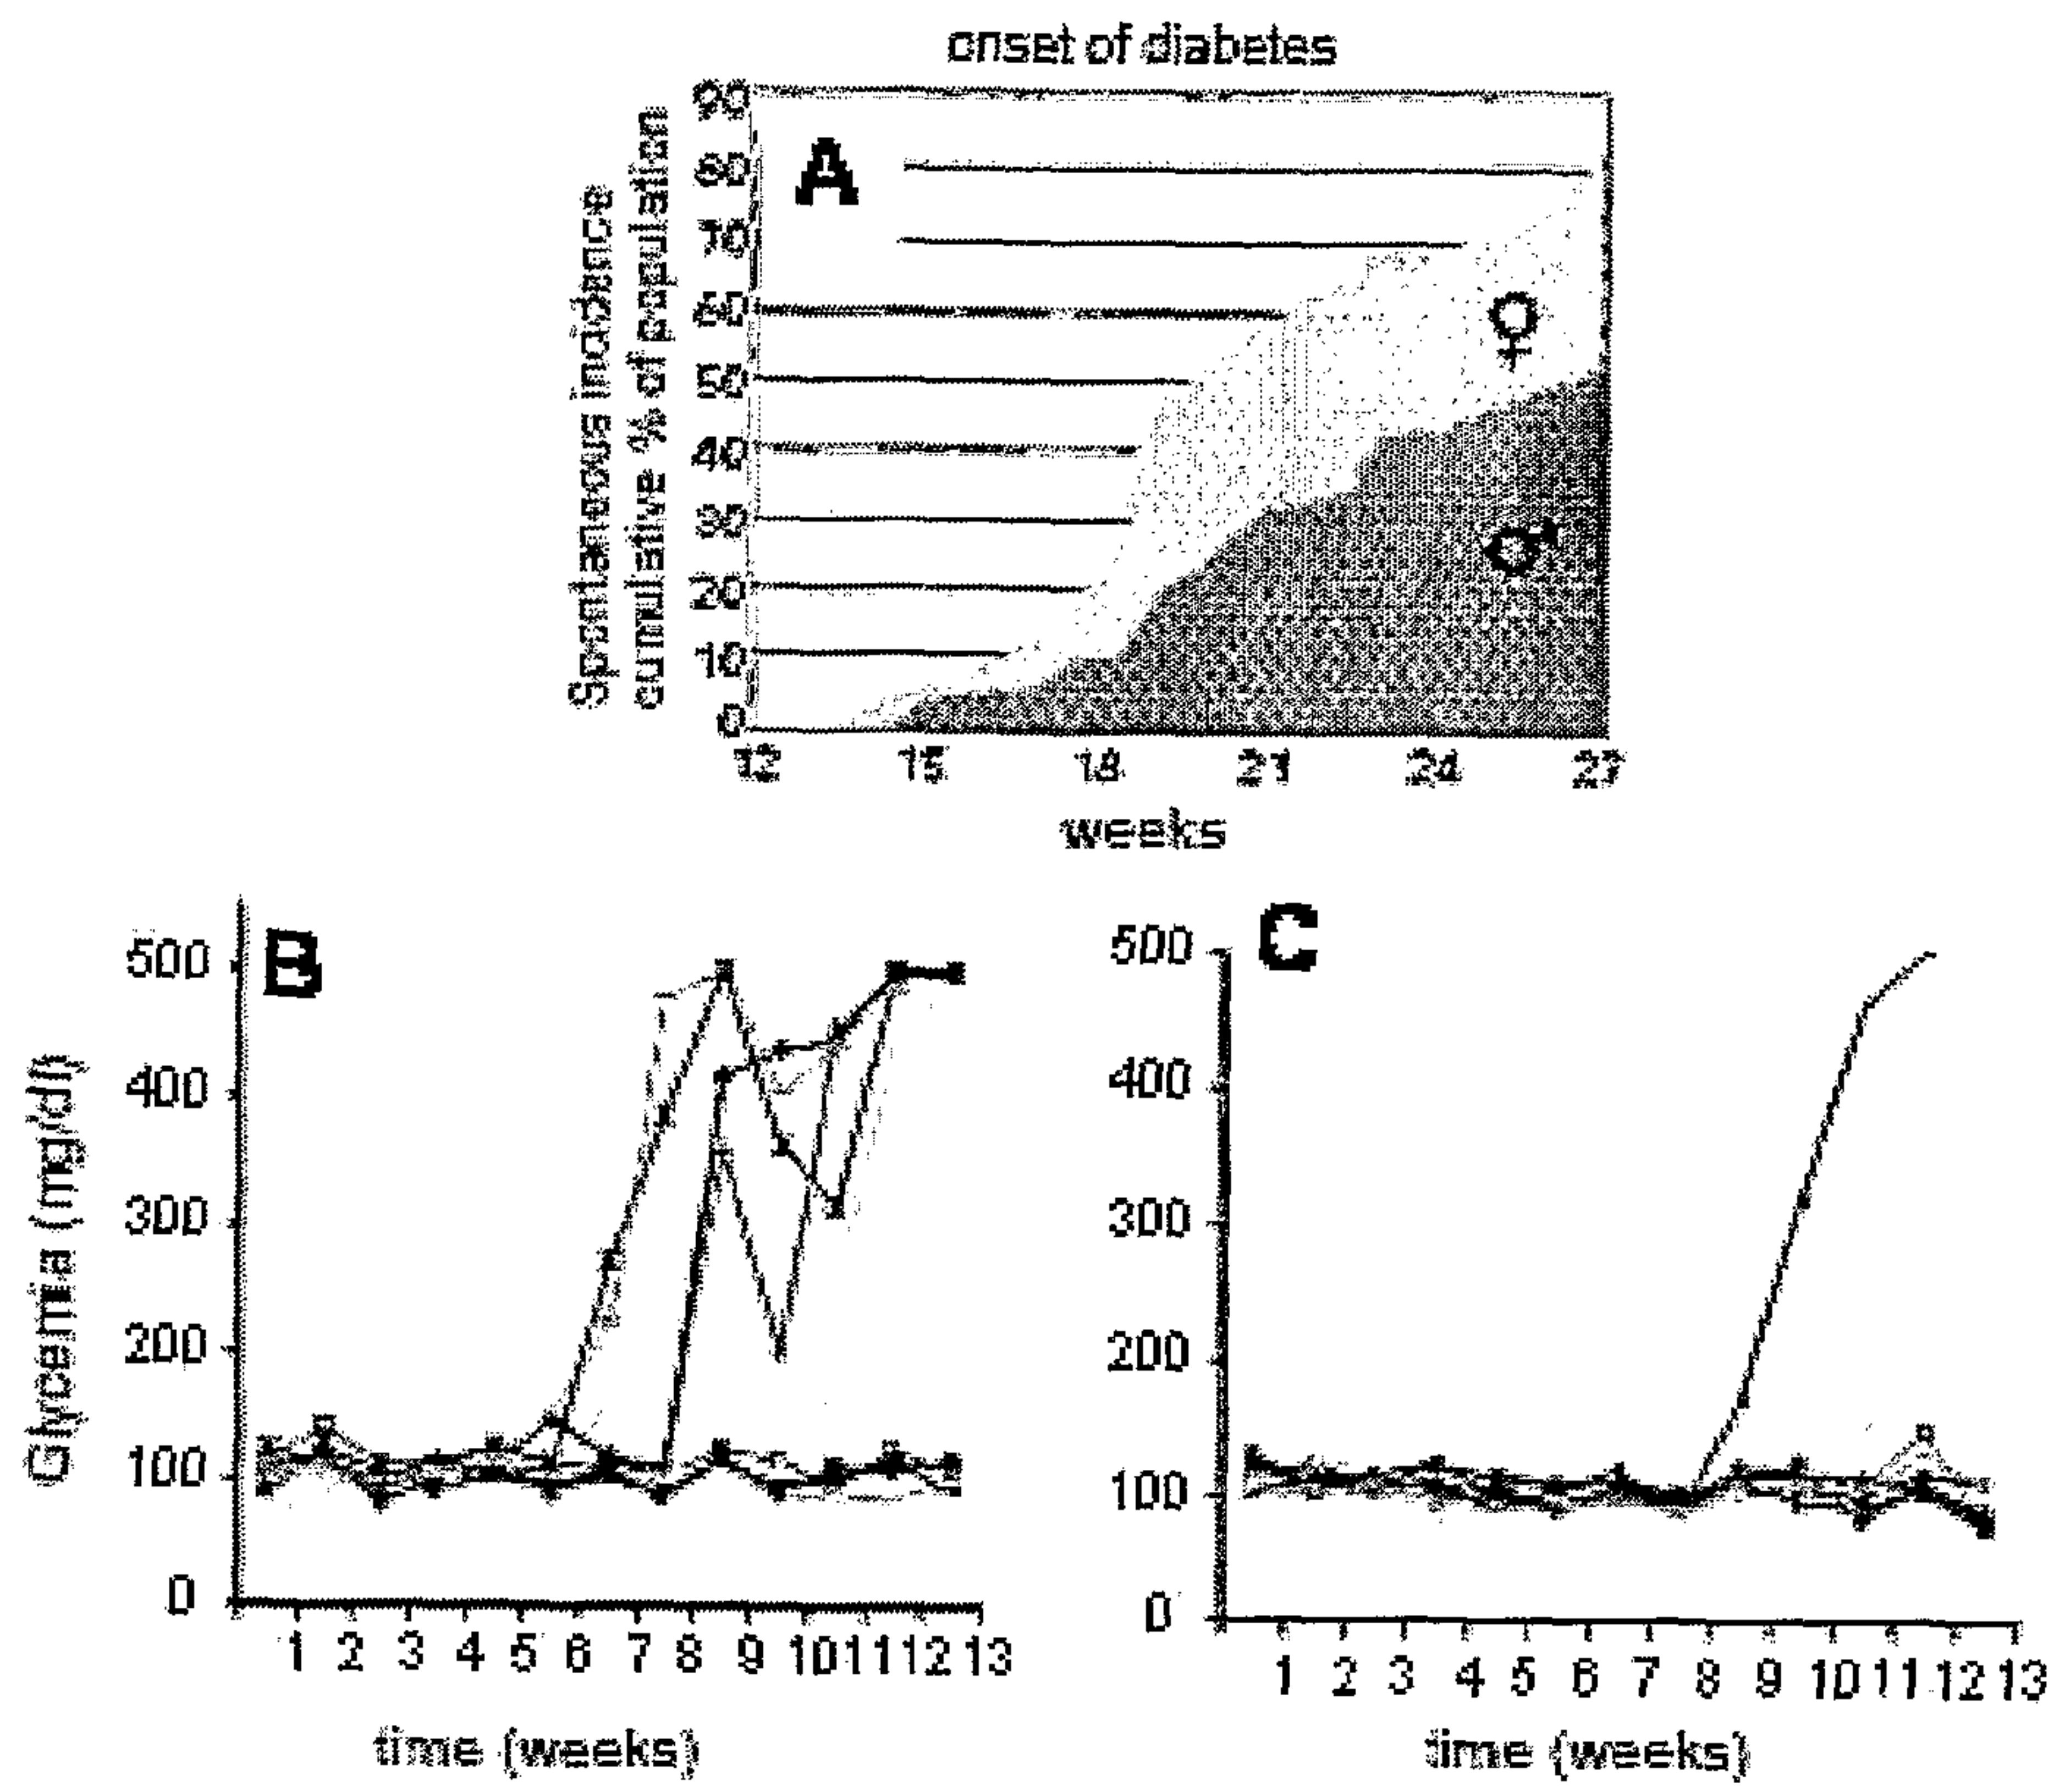 onset of diabetes
A
Spontaneous incidence
cumulative % of population
90
80
70
60
50
40
30
20
10
0
♀
♂
12
15
18
21
24
27
weeks
B
Glycemia (mg/dl)
500
400
300
200
100
0
1 2 3 4 5 6 7 8 9 10 11 12 13
time (weeks)
C
500
400
300
200
100
0
1 2 3 4 5 6 7 8 9 10 11 12 13
time (weeks)